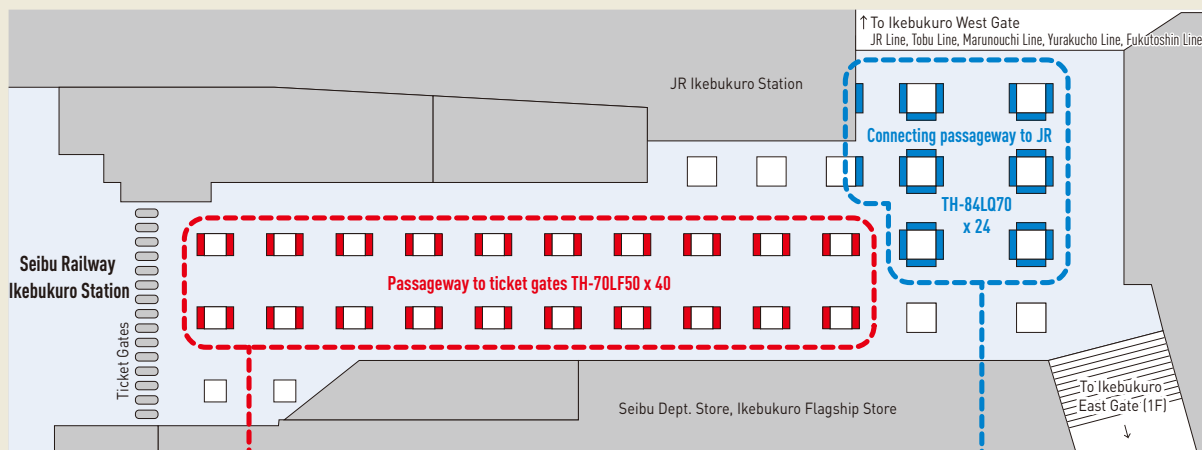 ↑To Ikebukuro West Gate
JR Line, Tobu Line, Marunouchi Line, Yurakucho Line, Fukutoshin Line
JR Ikebukuro Station
Connecting passageway to JR
TH-84LQ70
x 24
Seibu Railway
Ikebukuro Station
Passageway to ticket gates TH-70LF50 x 40
Ticket Gates
Seibu Dept. Store, Ikebukuro Flagship Store
To Ikebukuro
East Gate (1F)
↓